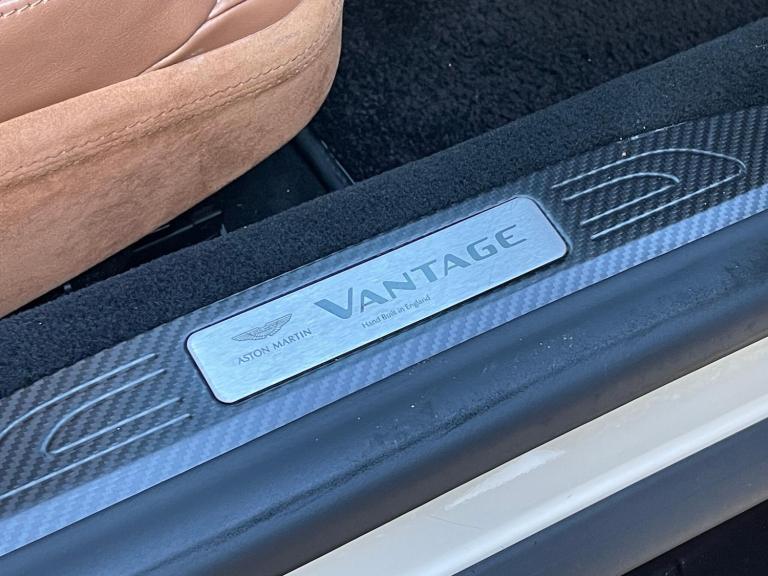 ASTON MARTIN
VANTAGE
Hand Built in England